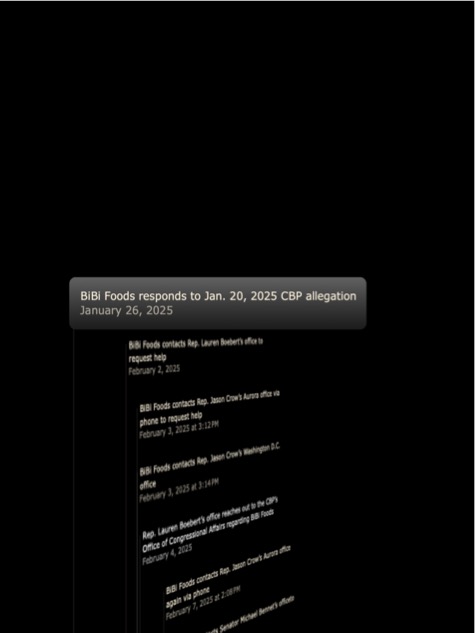 BiBi Foods responds to Jan. 20, 2025 CBP allegation
January 26, 2025
BiBi Foods contacts Rep. Lauren Boebert's office to
request help
February 2, 2025
BiBi Foods contacts Rep. Jason Crow's Aurora office via
phone to request help
February 3, 2025 at 3:12PM
BiBi Foods contacts Rep. Jason Crow's Washington D.C.
office
February 3, 2025 at 3:14PM
Rep. Lauren Boebert's office reaches out to the CBP's
Office of Congressional Affairs regarding BiBi Foods
February 4, 2025
BiBi Foods contacts Rep. Jason Crow's Aurora office
again via phone
February 7, 2025 at 2:08PM
Senator Michael Bennet's office